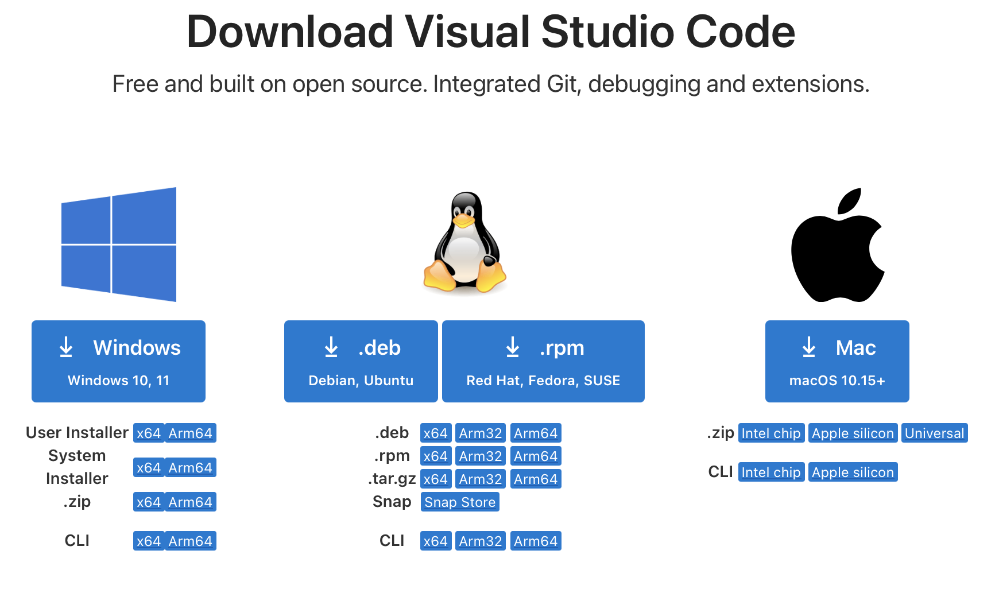 Download Visual Studio Code
Free and built on open source. Integrated Git, debugging and extensions.
Windows
Windows 10, 11
User Installer x64 Arm64
System
Installer x64 Arm64
.zip x64 Arm64
CLI x64 Arm64
.deb
Debian, Ubuntu
.rpm
Red Hat, Fedora, SUSE
.deb x64 Arm32 Arm64
.rpm x64 Arm32 Arm64
.tar.gz x64 Arm32 Arm64
Snap Snap Store
CLI x64 Arm32 Arm64
Mac
macOS 10.15+
.zip Intel chip Apple silicon Universal
CLI Intel chip Apple silicon